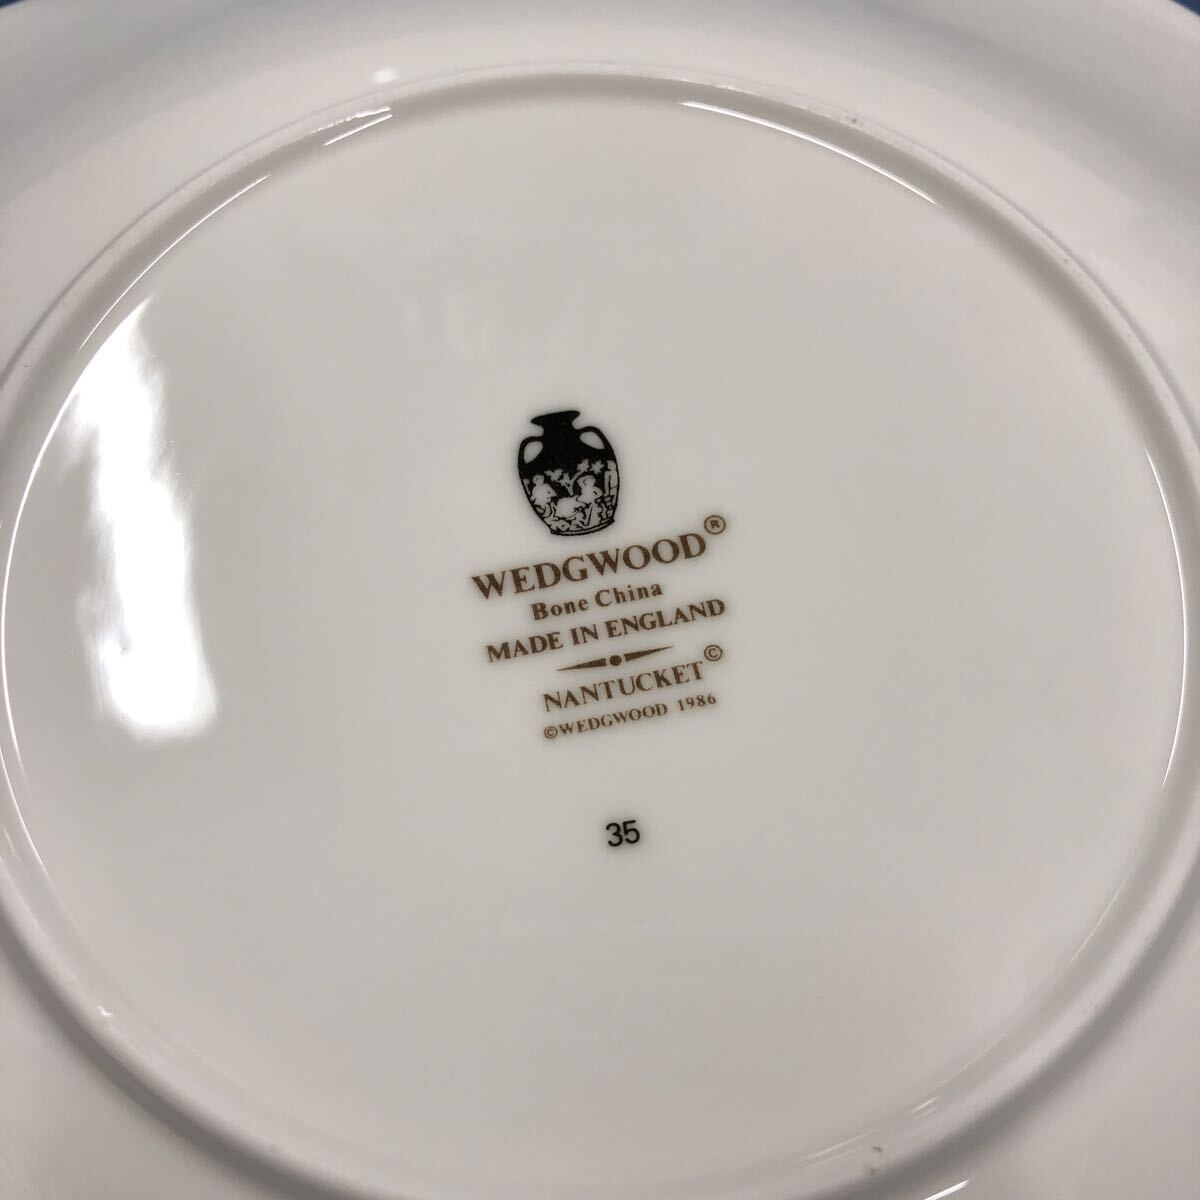 WEDGWOOD®
Bone China
MADE IN ENGLAND
NANTUCKET©
©WEDGWOOD 1986
35